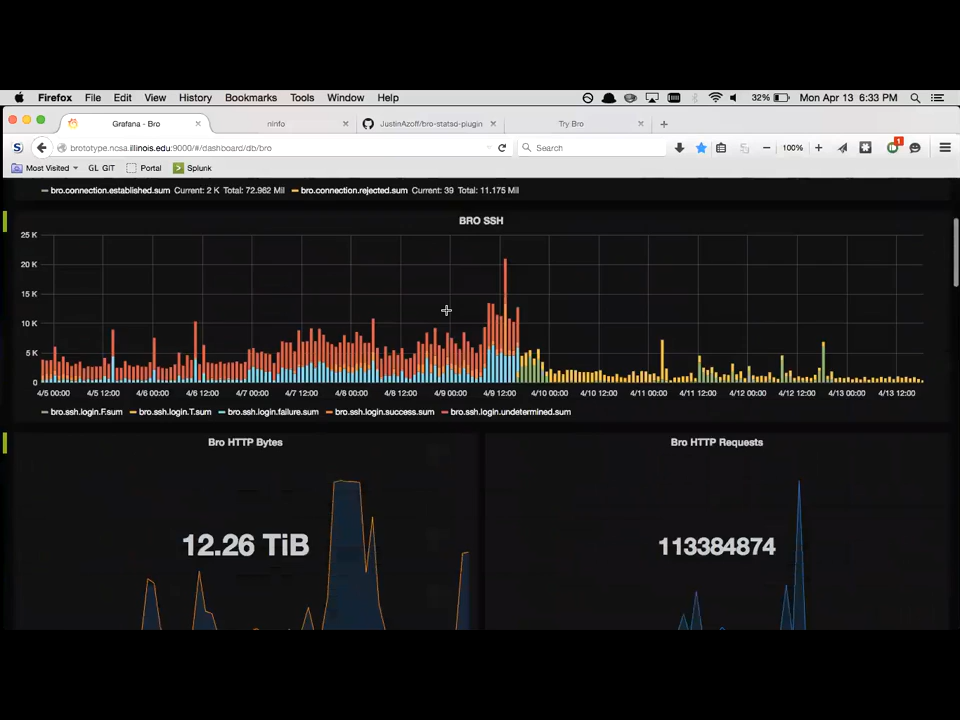 Firefox File Edit View History Bookmarks Tools Window Help 32% Mon Apr 13 6:33 PM
Grafana - Bro ninfo JustinAzoff/bro-statsd-plugin Try Bro
brotype.ncsa.illinois.edu:9000/#/dashboard/db/bro Search 100% 1
Most Visited GL GIT Portal Splunk
bro.connection.established.sum Current: 2 K Total: 72.962 Mil bro.connection.rejected.sum Current: 39 Total: 11.175 Mil
BRO SSH
25 K
20 K
15 K
10 K
5 K
0
4/5 00:00 4/5 12:00 4/6 00:00 4/6 12:00 4/7 00:00 4/7 12:00 4/8 00:00 4/8 12:00 4/9 00:00 4/9 12:00 4/10 00:00 4/10 12:00 4/11 00:00 4/11 12:00 4/12 00:00 4/12 12:00 4/13 00:00 4/13 12:00
bro.ssh.login.F.sum bro.ssh.login.T.sum bro.ssh.login.failure.sum bro.ssh.login.success.sum bro.ssh.login.undetermined.sum
Bro HTTP Bytes Bro HTTP Requests
12.26 TiB 113384874